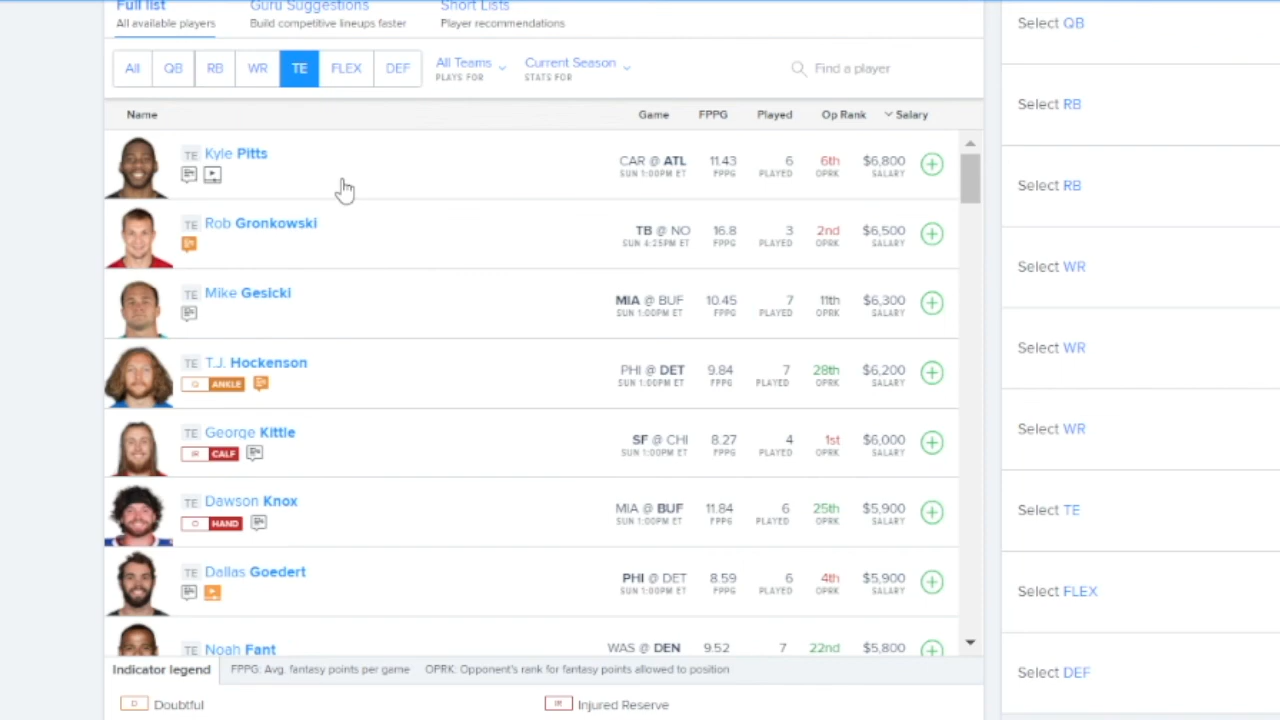 Full list Guru Suggestions Short Lists
All available players Build competitive lineups faster Player recommendations
All QB RB WR TE FLEX DEF All Teams Current Season Find a player
PLAYS FOR STATS FOR
Name Game FPPG Played Op Rank Salary
TE Kyle Pitts CAR @ ATL 11.43 6 6th $6,800
SUN 1:00PM ET FPPG PLAYED OPRK SALARY
TE Rob Gronkowski TB @ NO 16.8 3 2nd $6,500
SUN 4:25PM ET FPPG PLAYED OPRK SALARY
TE Mike Gesicki MIA @ BUF 10.45 7 11th $6,300
SUN 1:00PM ET FPPG PLAYED OPRK SALARY
TE T.J. Hockenson PHI @ DET 9.84 7 28th $6,200
Q ANKLE SUN 1:00PM ET FPPG PLAYED OPRK SALARY
TE George Kittle SF @ CHI 8.27 4 1st $6,000
IR CALF SUN 1:00PM ET FPPG PLAYED OPRK SALARY
TE Dawson Knox MIA @ BUF 11.84 6 25th $5,900
O HAND SUN 1:00PM ET FPPG PLAYED OPRK SALARY
TE Dallas Goedert PHI @ DET 8.59 6 4th $5,900
SUN 1:00PM ET FPPG PLAYED OPRK SALARY
TE Noah Fant WAS @ DEN 9.52 7 22nd $5,800
Indicator legend FPPG: Avg. fantasy points per game OPRK: Opponent's rank for fantasy points allowed to position
D Doubtful IR Injured Reserve
Select QB
Select RB
Select RB
Select WR
Select WR
Select WR
Select TE
Select FLEX
Select DEF